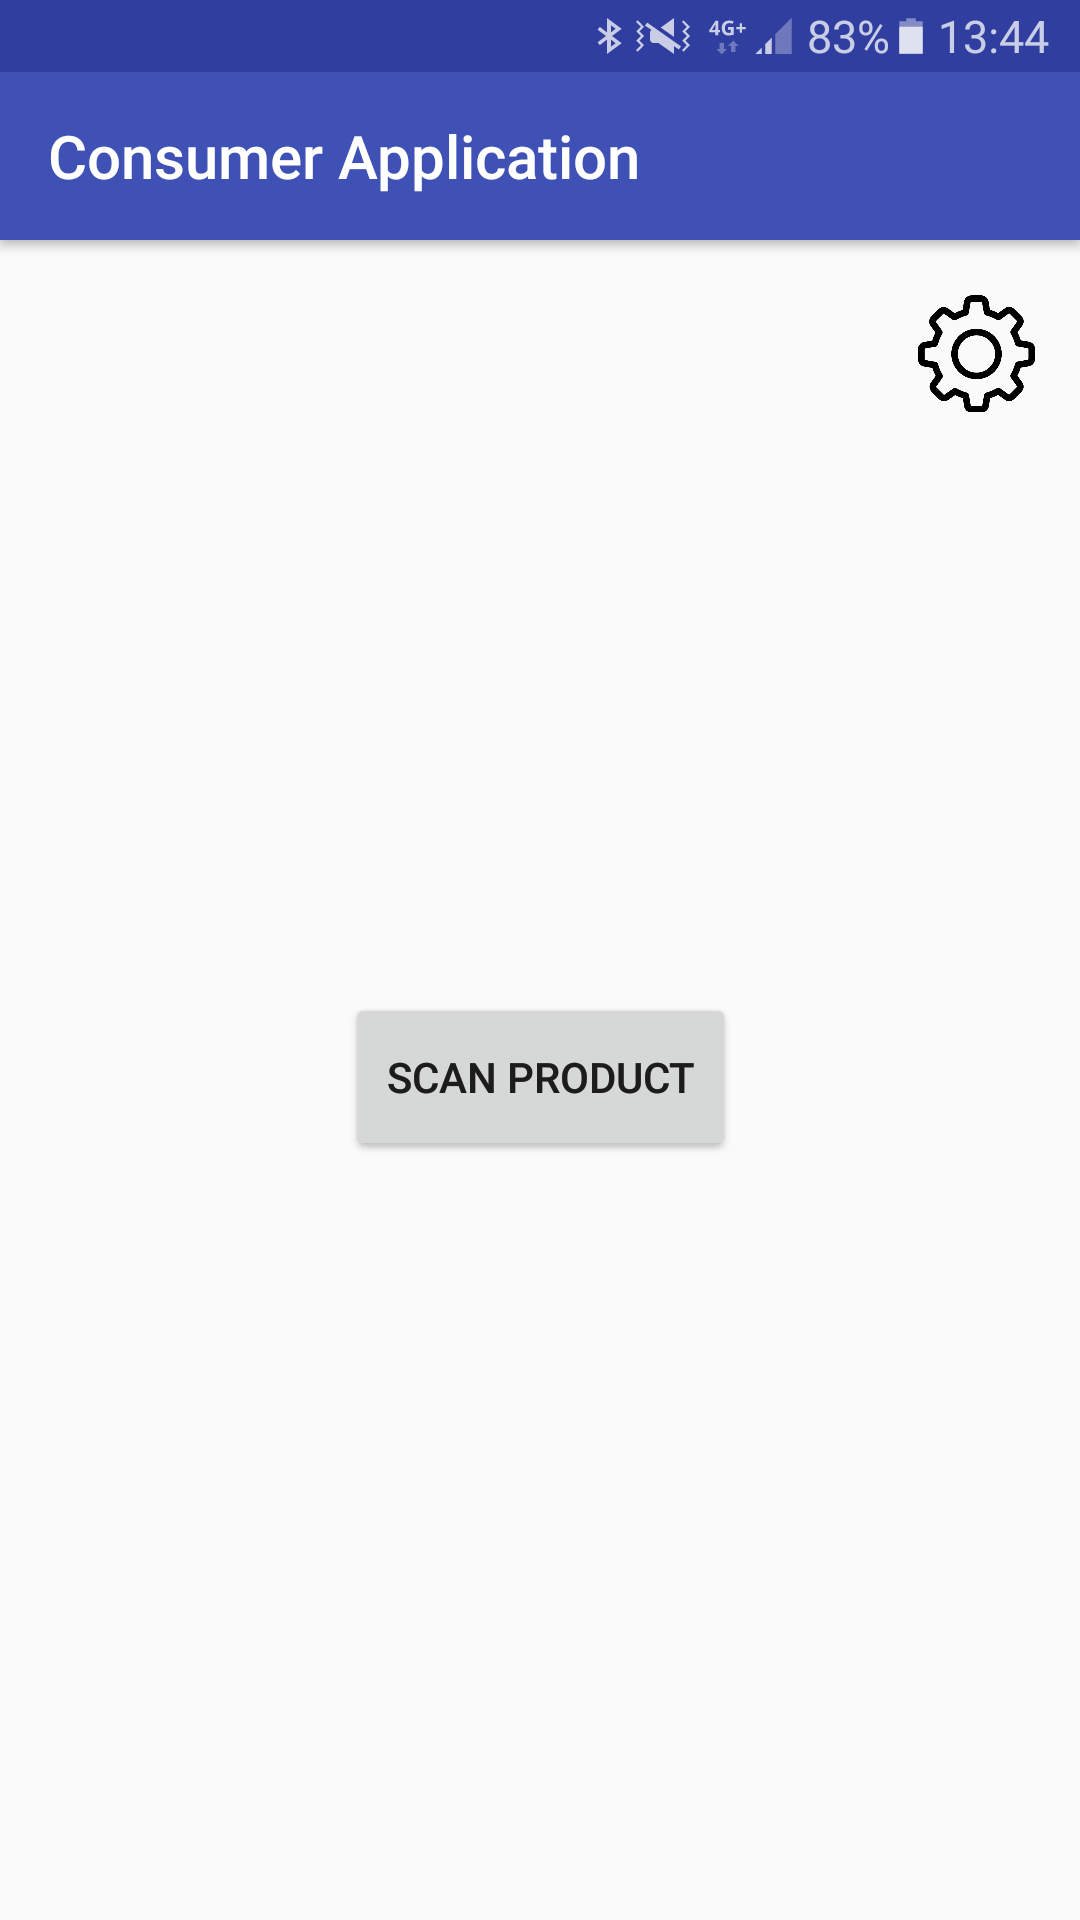 4G+ 83% 13:44
Consumer Application
SCAN PRODUCT